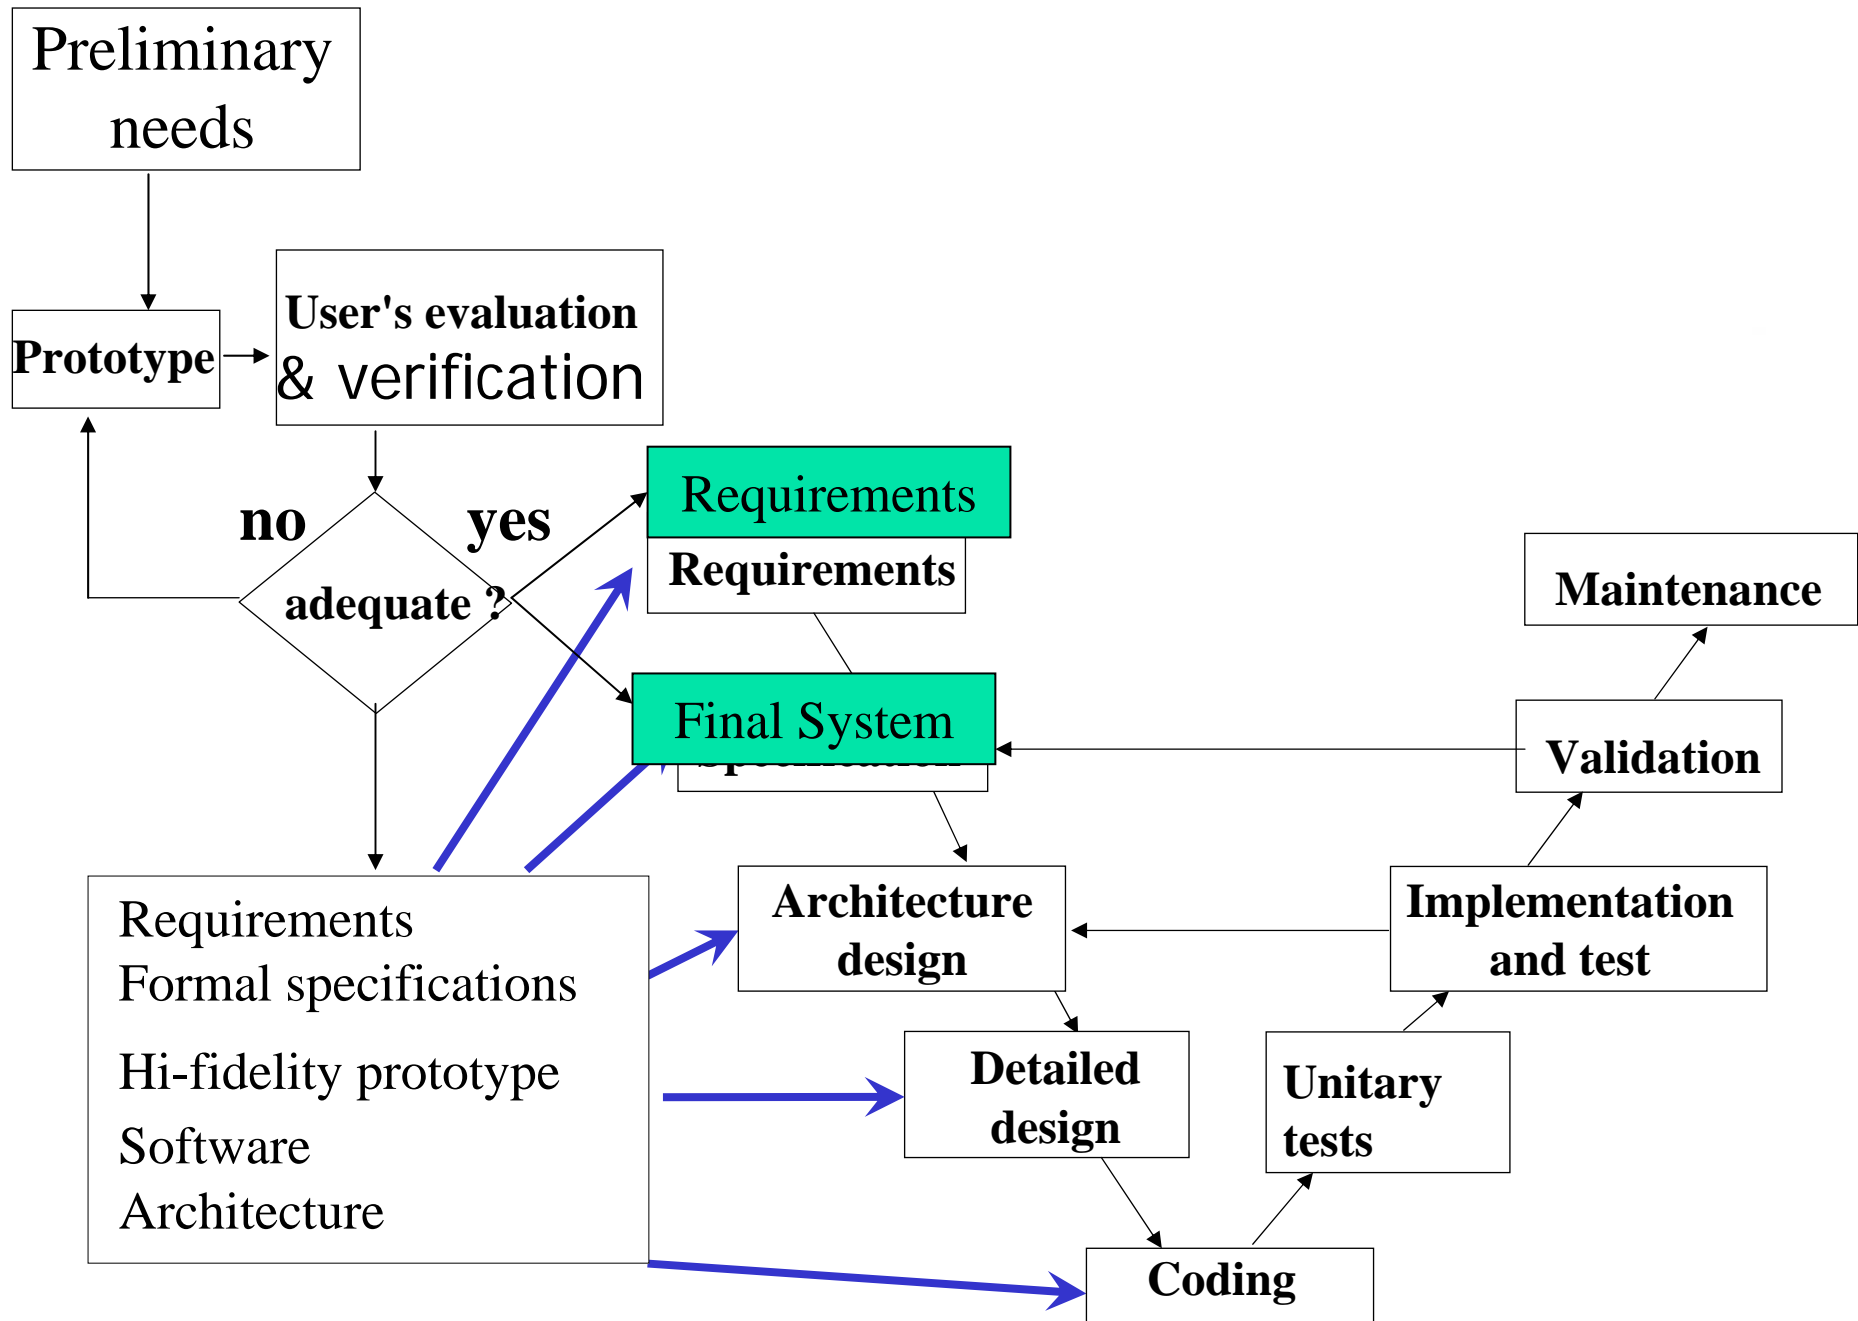 Preliminary
needs
Prototype
User's evaluation
& verification
no
yes
adequate ?
Requirements
Requirements
Final System
Maintenance
Validation
Architecture
design
Implementation
and test
Requirements
Formal specifications
Hi-fidelity prototype
Software
Architecture
Detailed
design
Unitary
tests
Coding